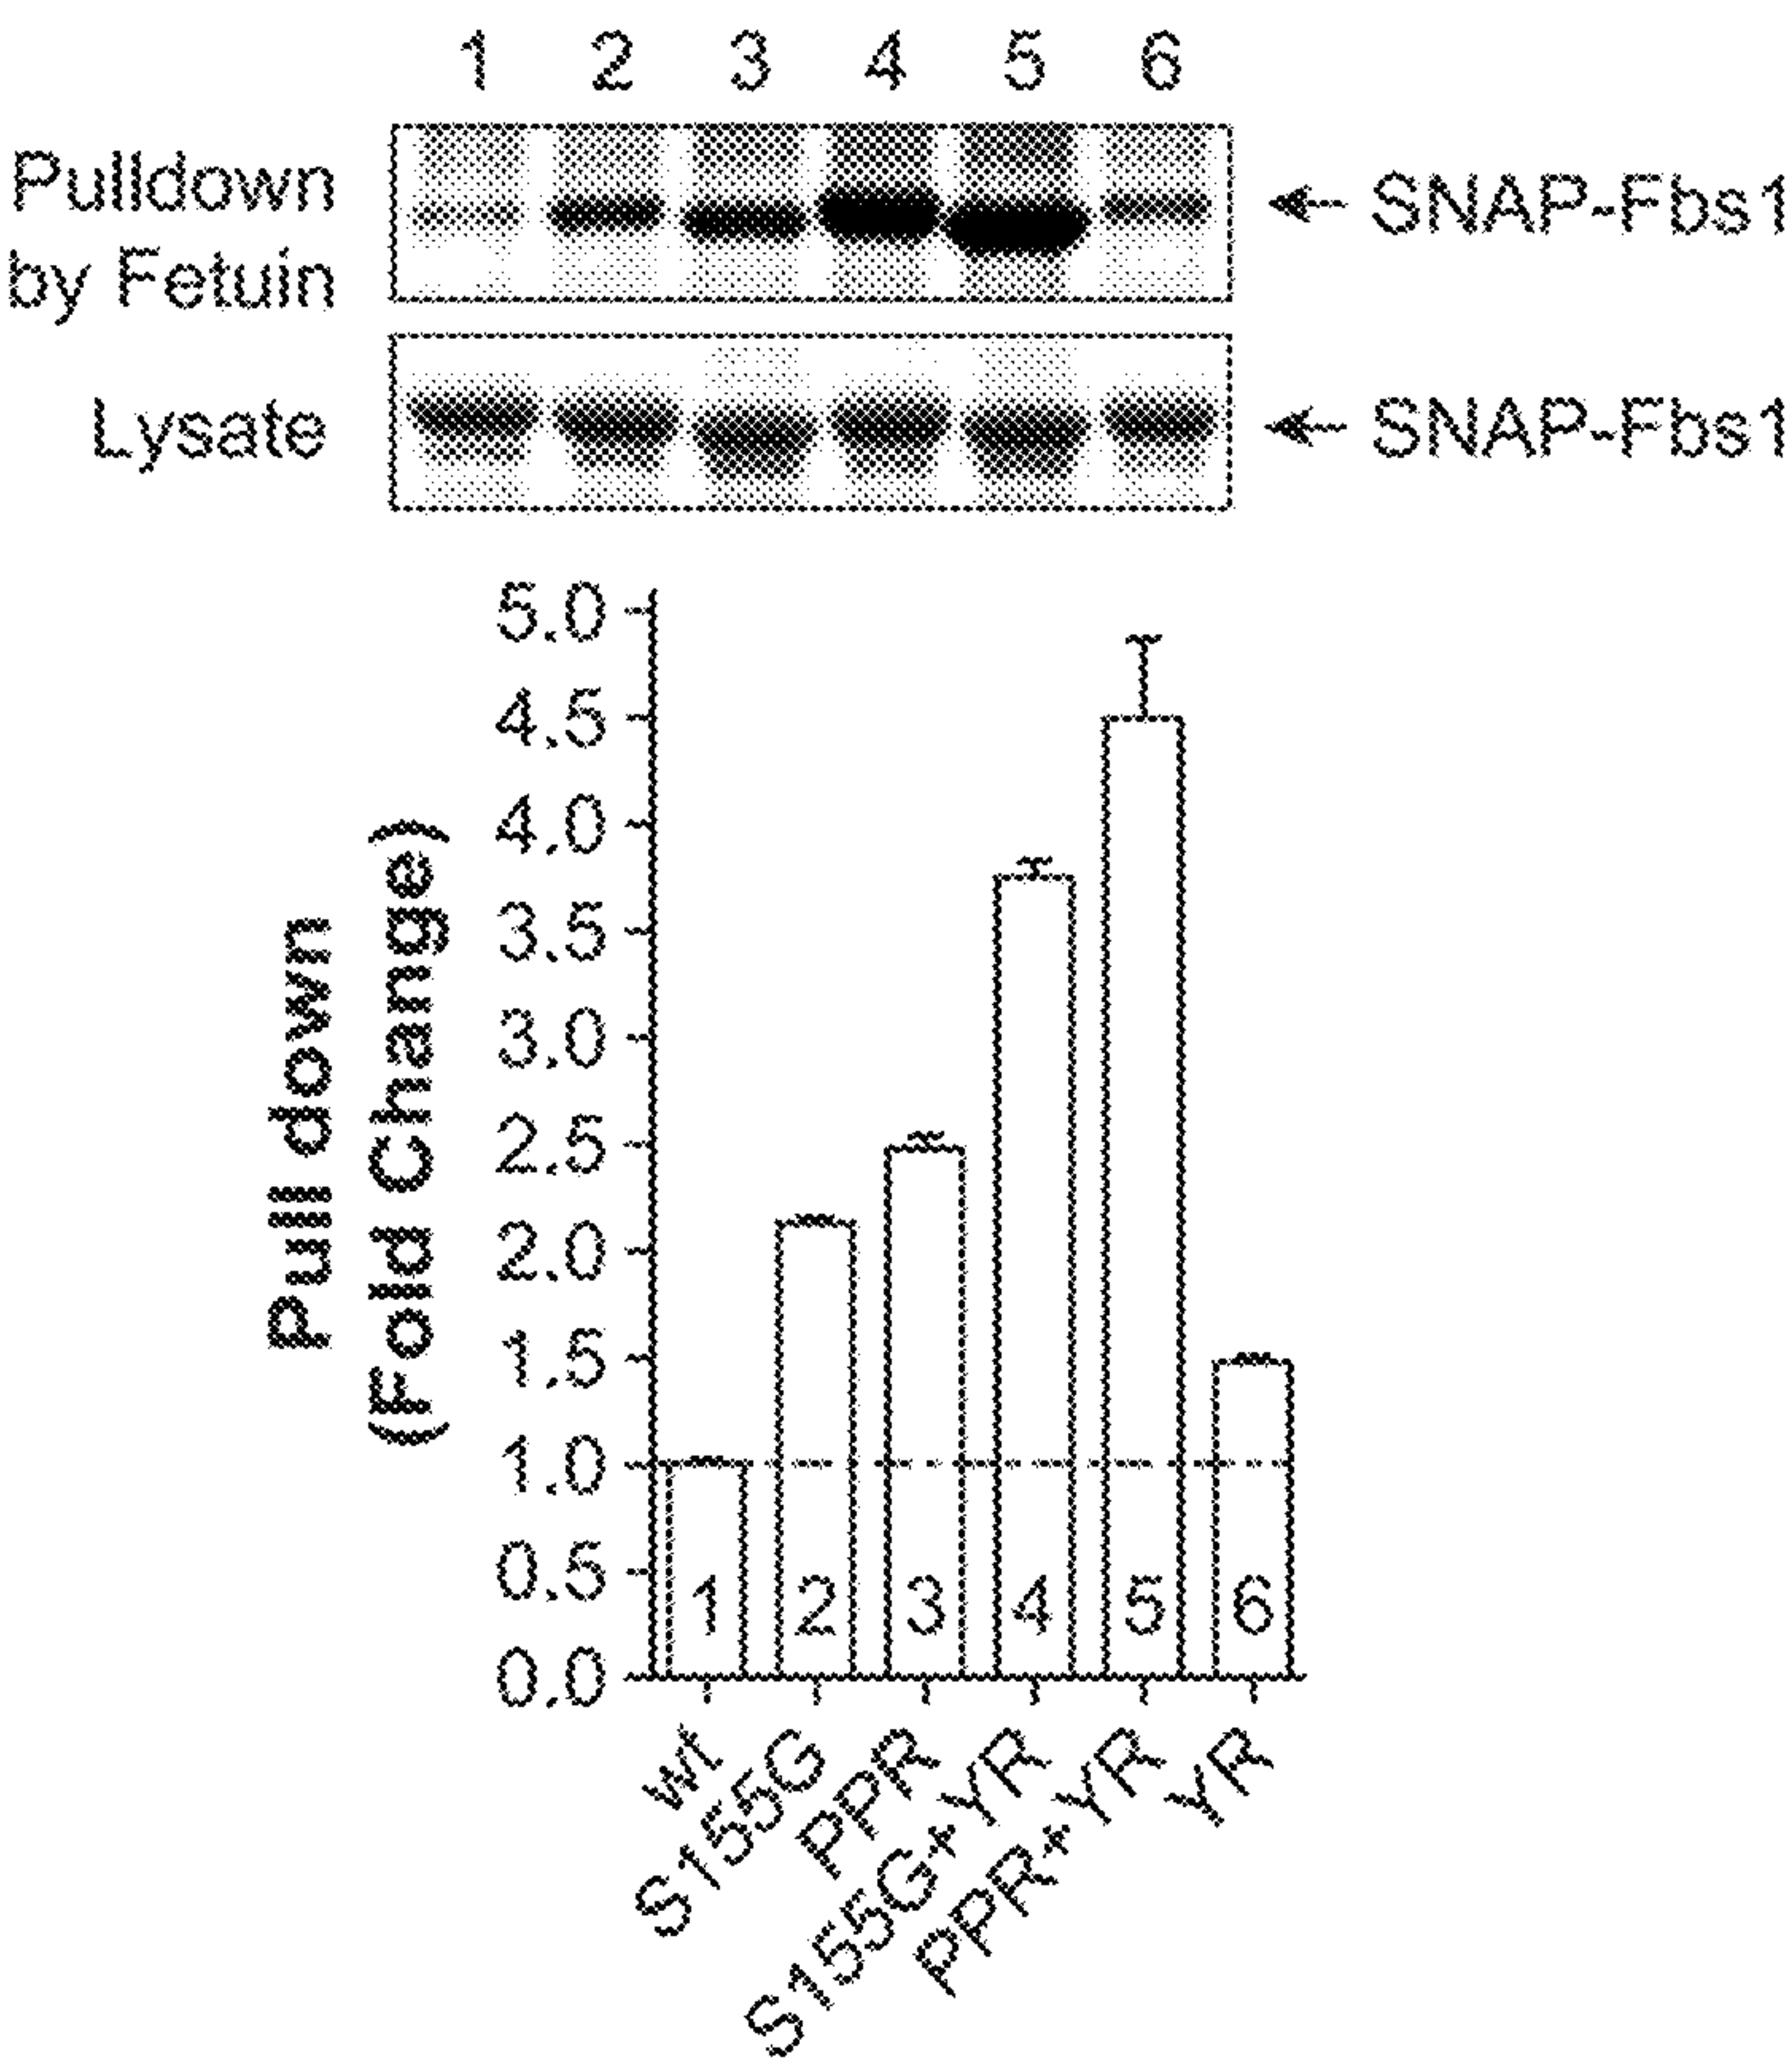 1 2 3 4 5 6
Pulldown
by Fetuin
SNAP-Fbs1
Lysate
SNAP-Fbs1
Pull down
(Fold Change)
5.0
4.5
4.0
3.5
3.0
2.5
2.0
1.5
1.0
0.5
0.0
1 2 3 4 5 6
wt
S155G
PPR
S155G+YR
PPR+YR
YR